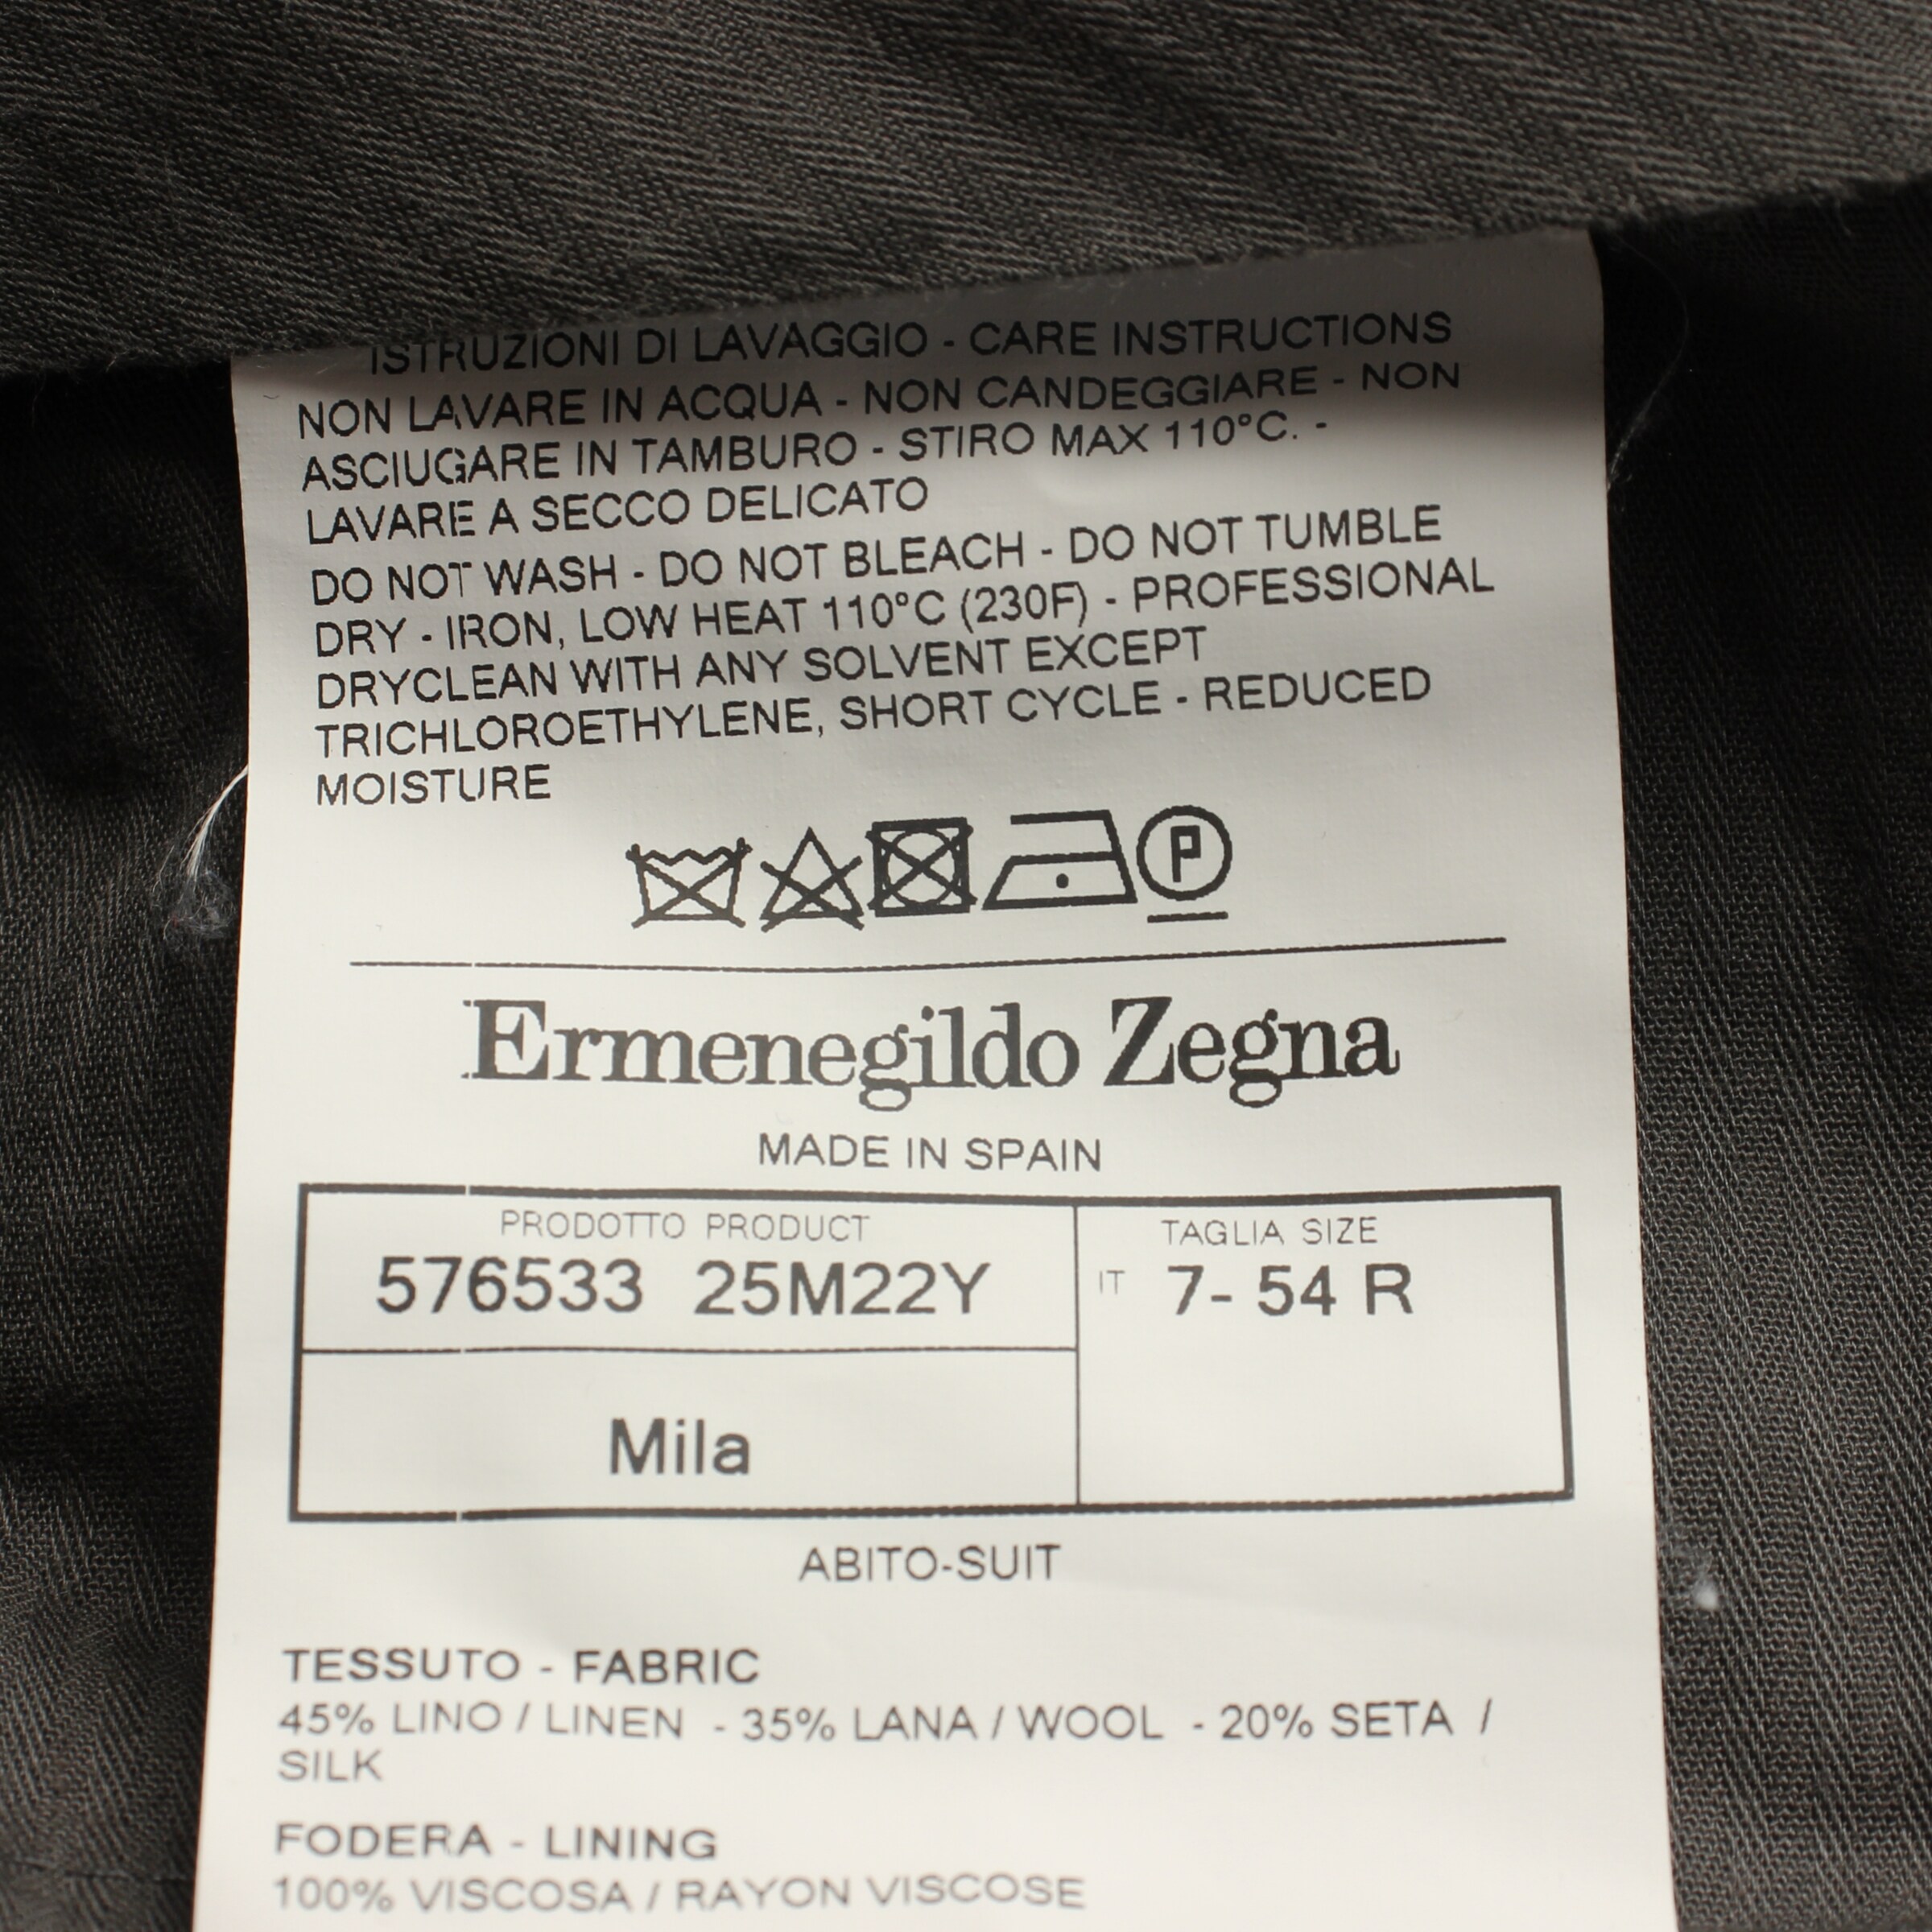 ISTRUZIONI DI LAVAGGIO - CARE INSTRUCTIONS
NON LAVARE IN ACQUA - NON CANDEGGIARE - NON
ASCIUGARE IN TAMBURO - STIRO MAX 110°C. -
LAVARE A SECCO DELICATO
DO NOT WASH - DO NOT BLEACH - DO NOT TUMBLE
DRY - IRON, LOW HEAT 110°C (230F) - PROFESSIONAL
DRYCLEAN WITH ANY SOLVENT EXCEPT
TRICHLOROETHYLENE, SHORT CYCLE - REDUCED
MOISTURE
P
Ermenegildo Zegna
MADE IN SPAIN
PRODOTTO PRODUCT
576533 25M22Y
TAGLIA SIZE
IT 7- 54 R
Mila
ABITO-SUIT
TESSUTO - FABRIC
45% LINO / LINEN - 35% LANA / WOOL - 20% SETA /
SILK
FODERA - LINING
100% VISCOSA / RAYON VISCOSE